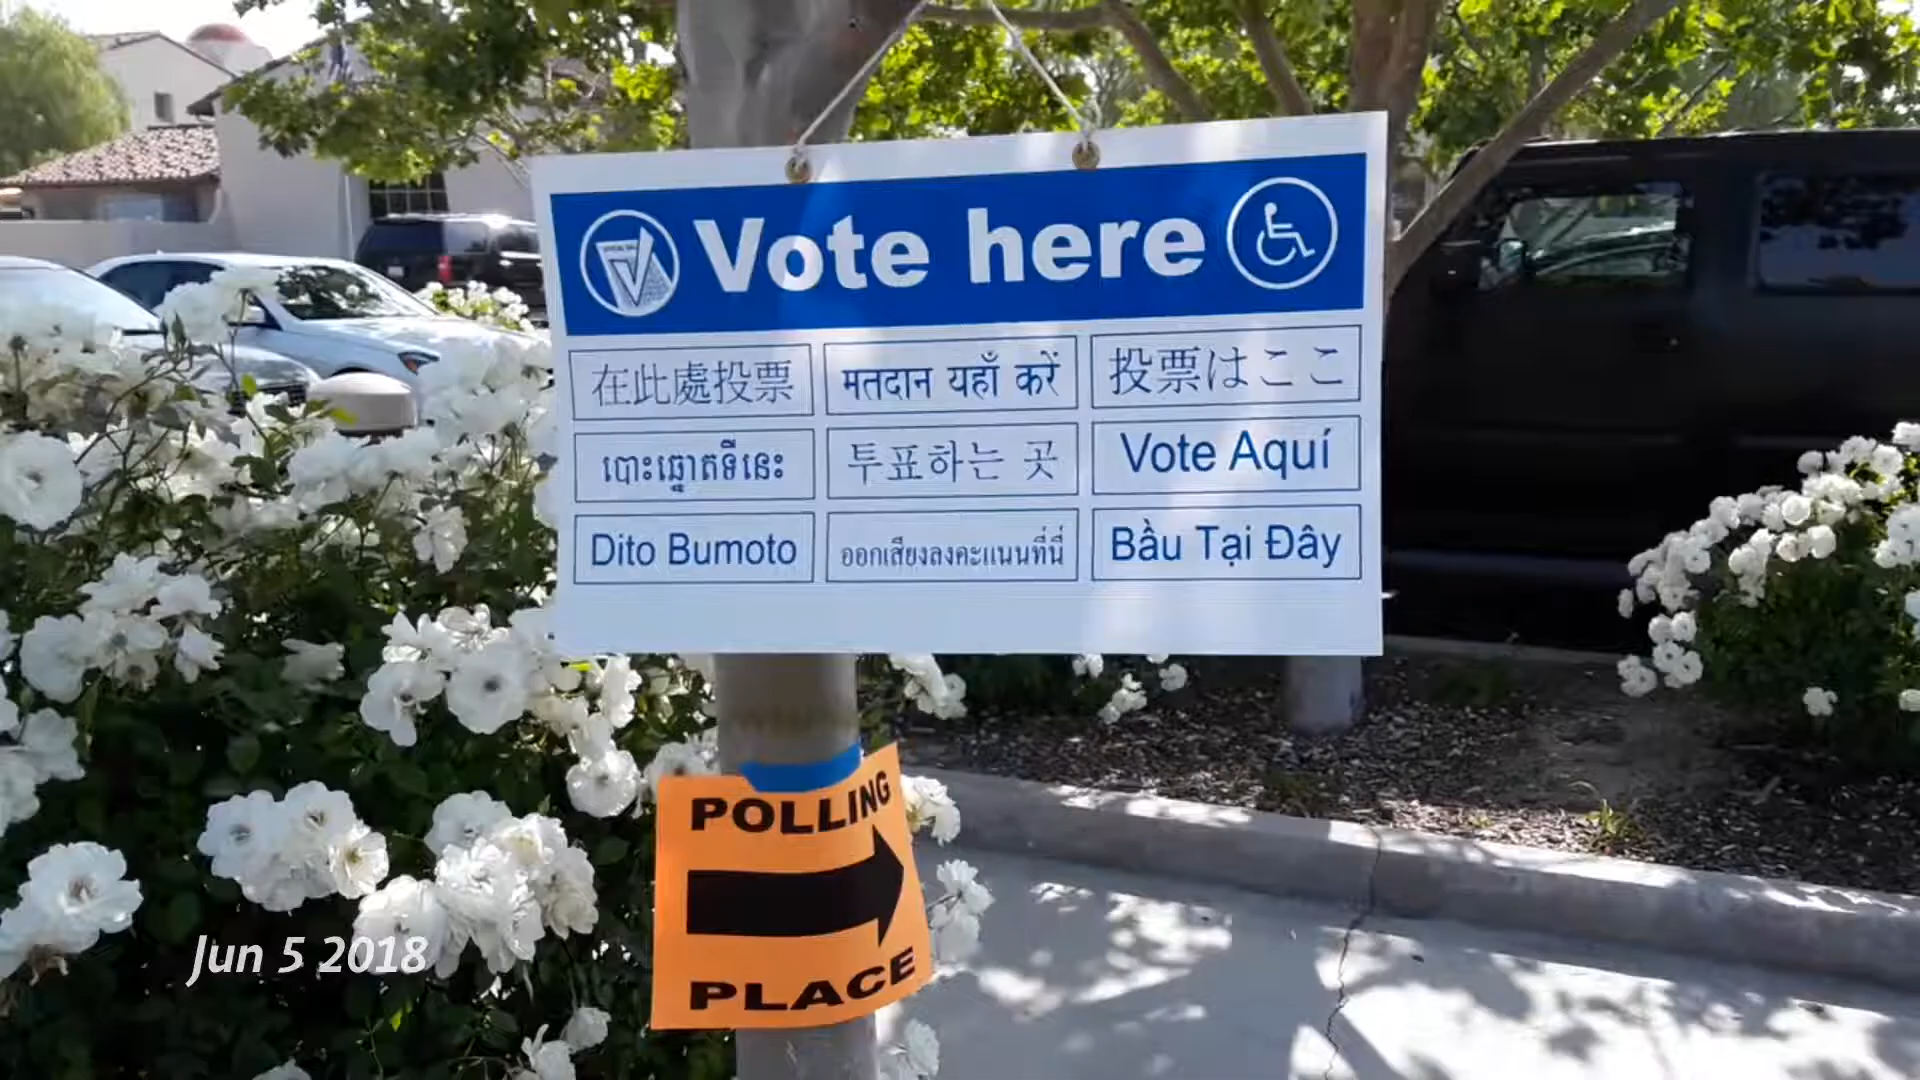 Vote here
在此處投票
मतदान यहाँ करें
投票はここ
បោះឆ្នោតទីនេះ
투표하는 곳
Vote Aquí
Dito Bumoto
ออกเสียงลงคะแนนที่นี่
Bầu Tại Đây
POLLING
PLACE
Jun 5 2018